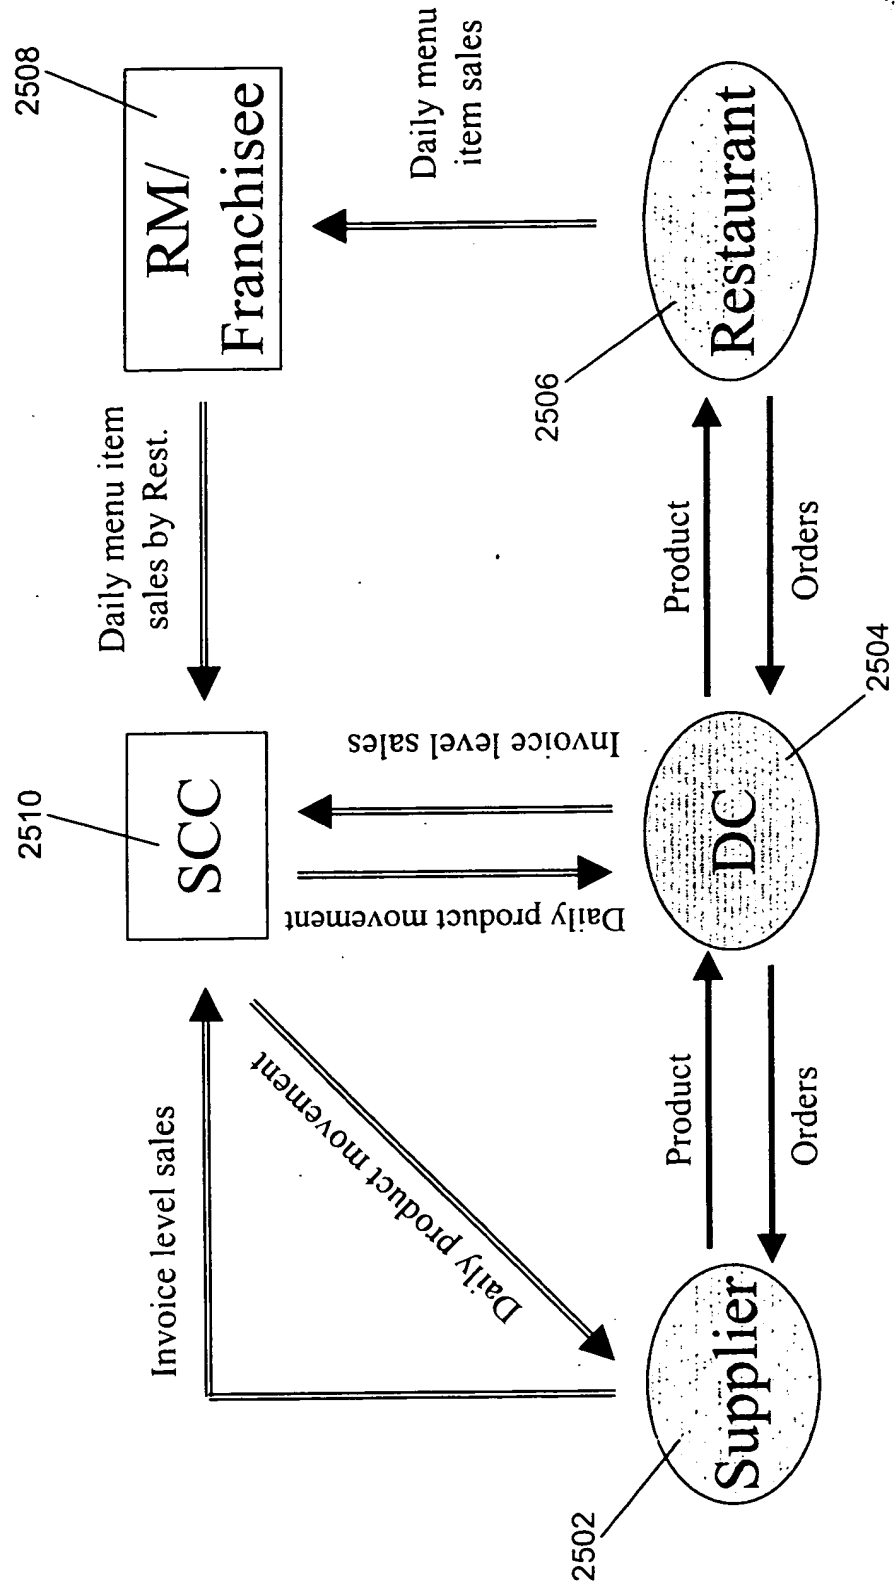 2510
2508
SCC
RM/
Franchisee
Invoice level sales
Daily menu item
sales by Rest.
Daily product movement
Daily product movement
Invoice level sales
Daily menu
item sales
2502
2506
Supplier
Product
Orders
DC
Product
Orders
Restaurant
2504